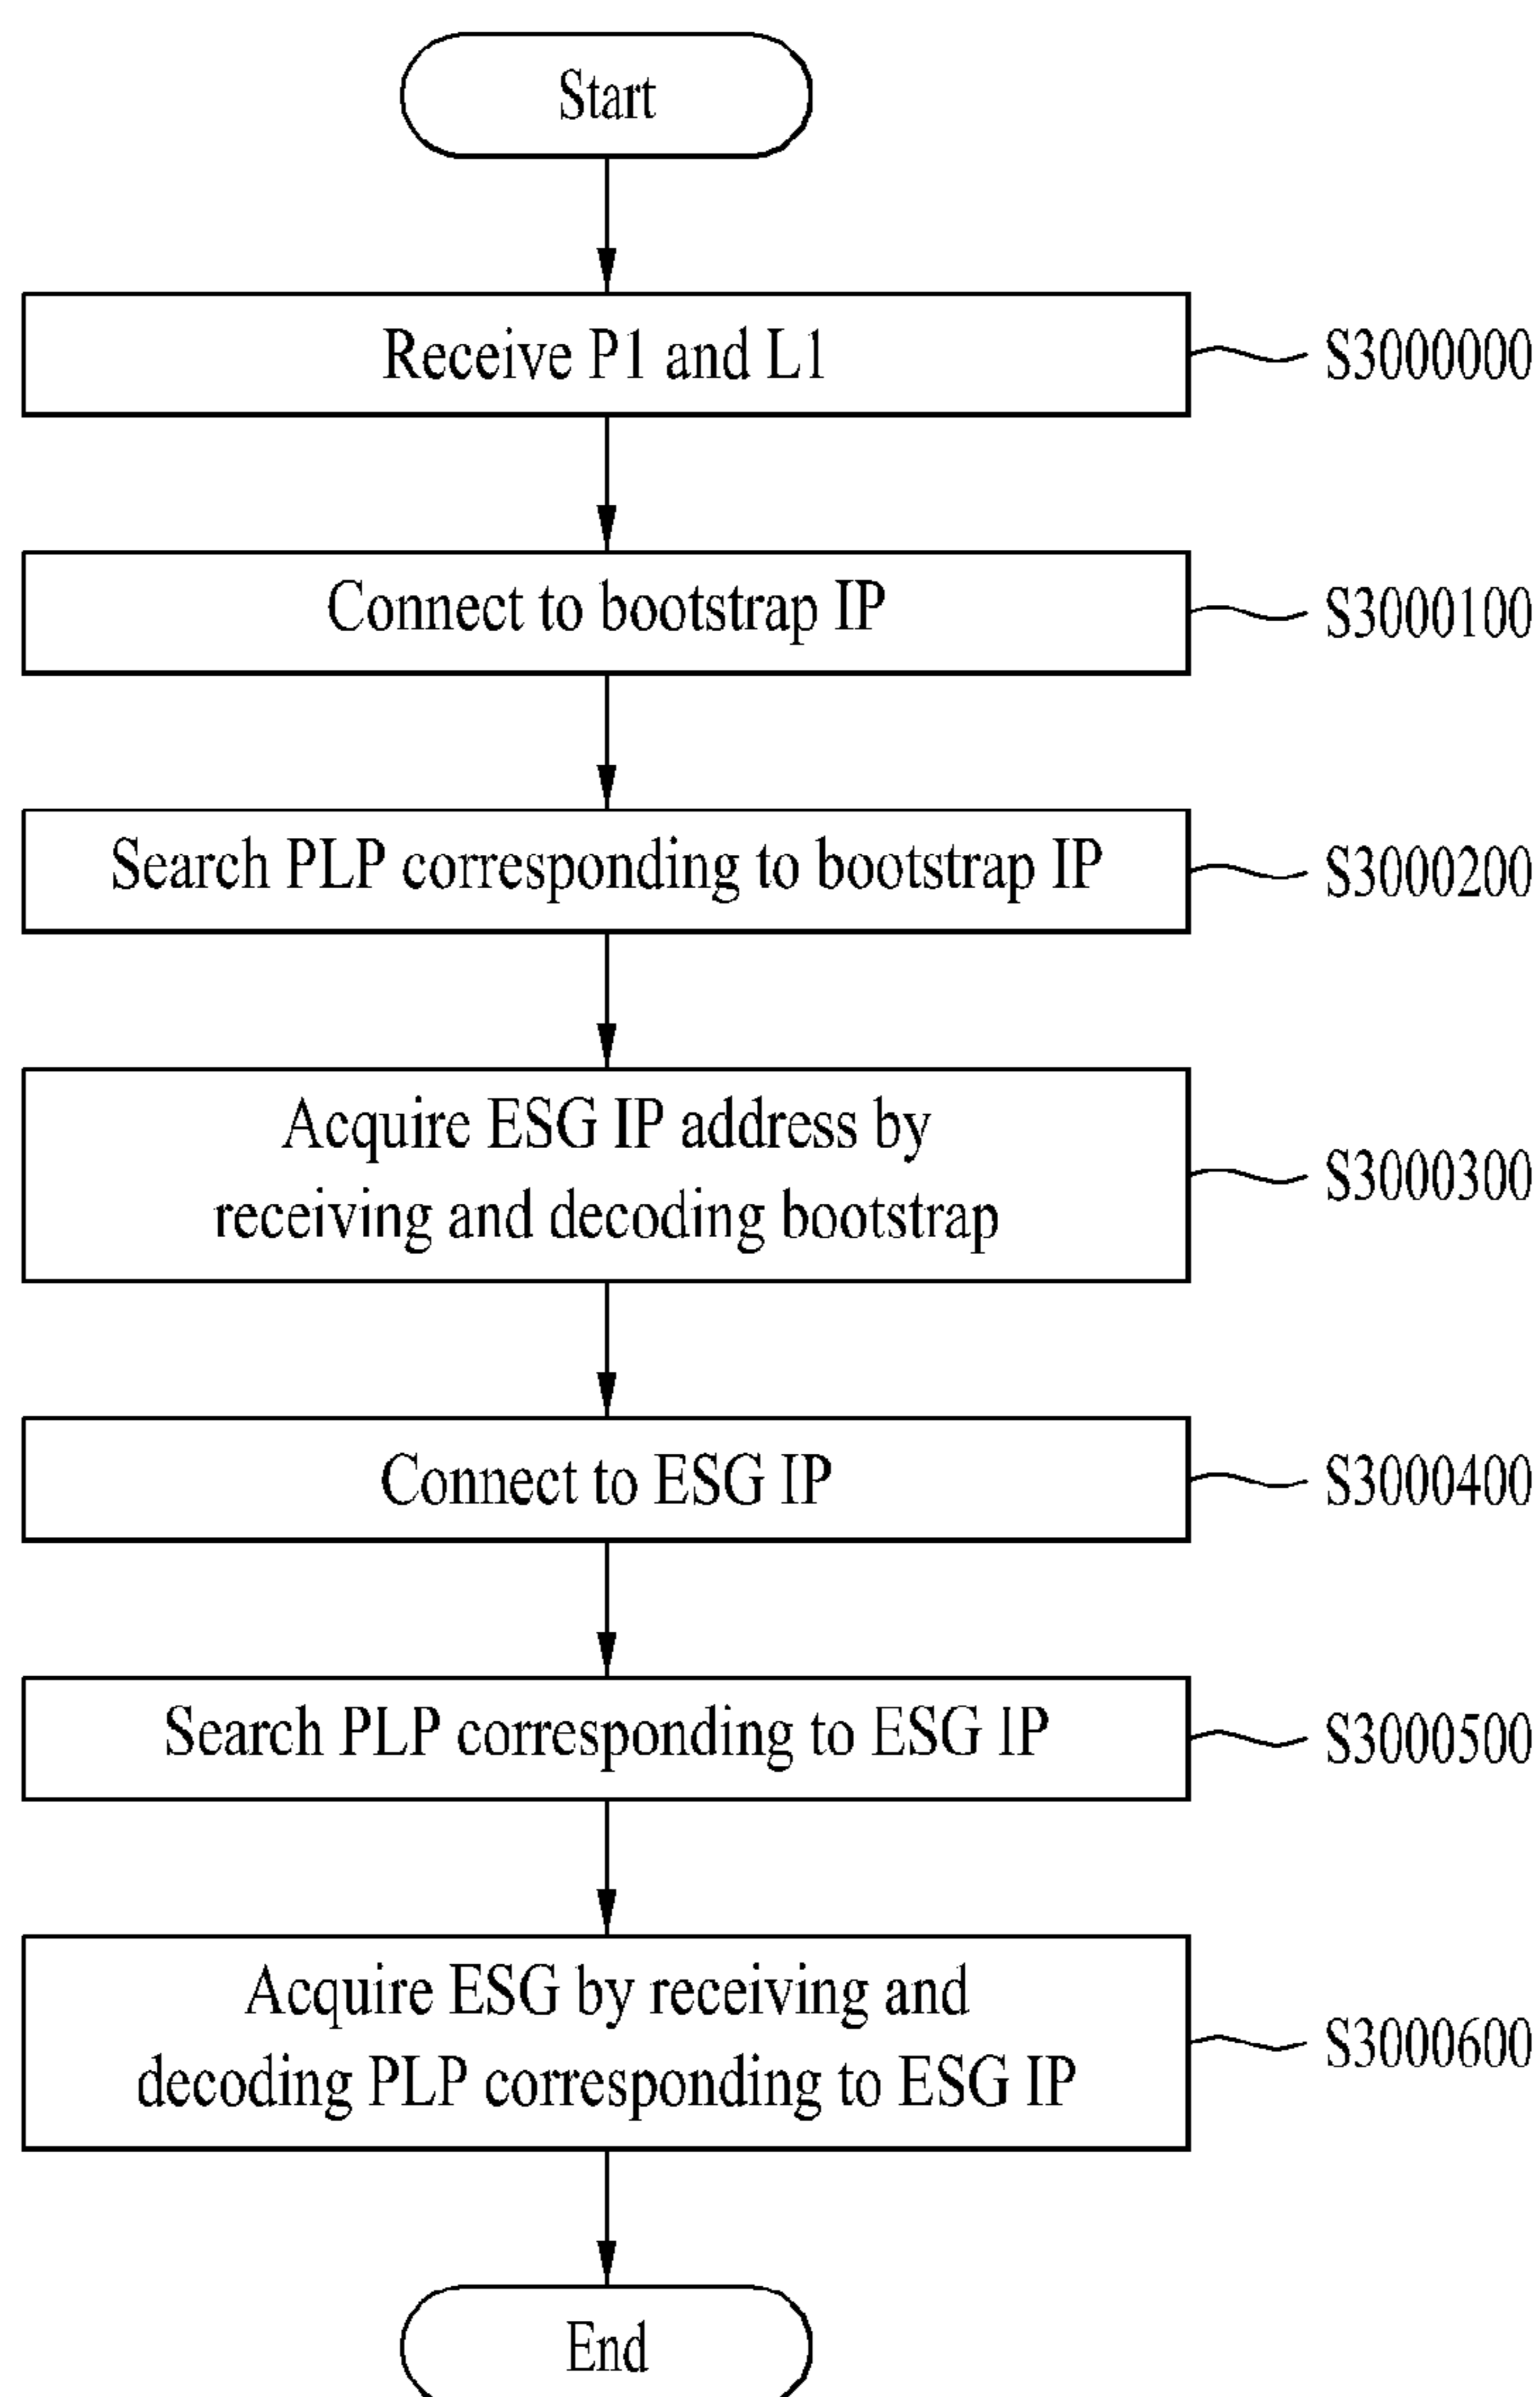 Start
Receive P1 and L1
S3000000
Connect to bootstrap IP
S3000100
Search PLP corresponding to bootstrap IP
S3000200
Acquire ESG IP address by
receiving and decoding bootstrap
S3000300
Connect to ESG IP
S3000400
Search PLP corresponding to ESG IP
S3000500
Acquire ESG by receiving and
decoding PLP corresponding to ESG IP
S3000600
End